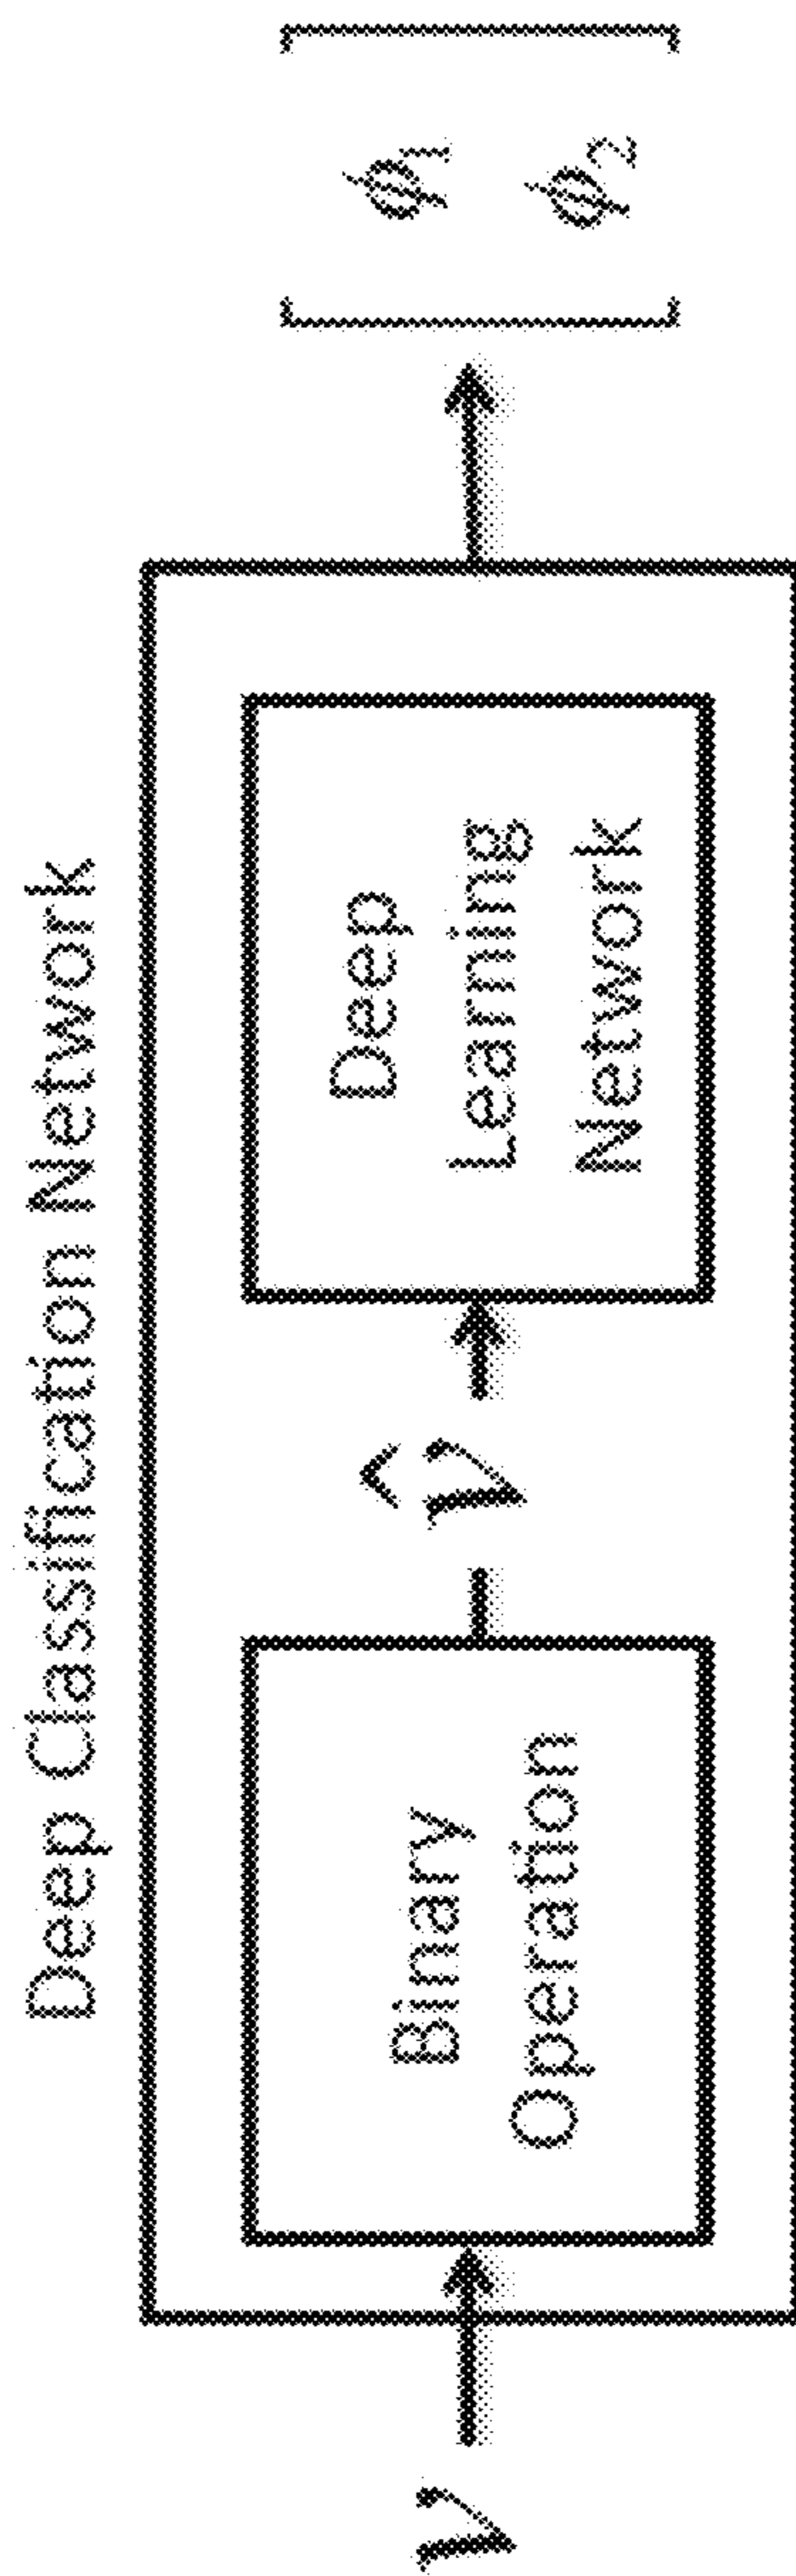 Deep Classification Network
ν
Binary
Operation
ν̂
Deep
Learning
Network
ϕ₁
ϕ₂